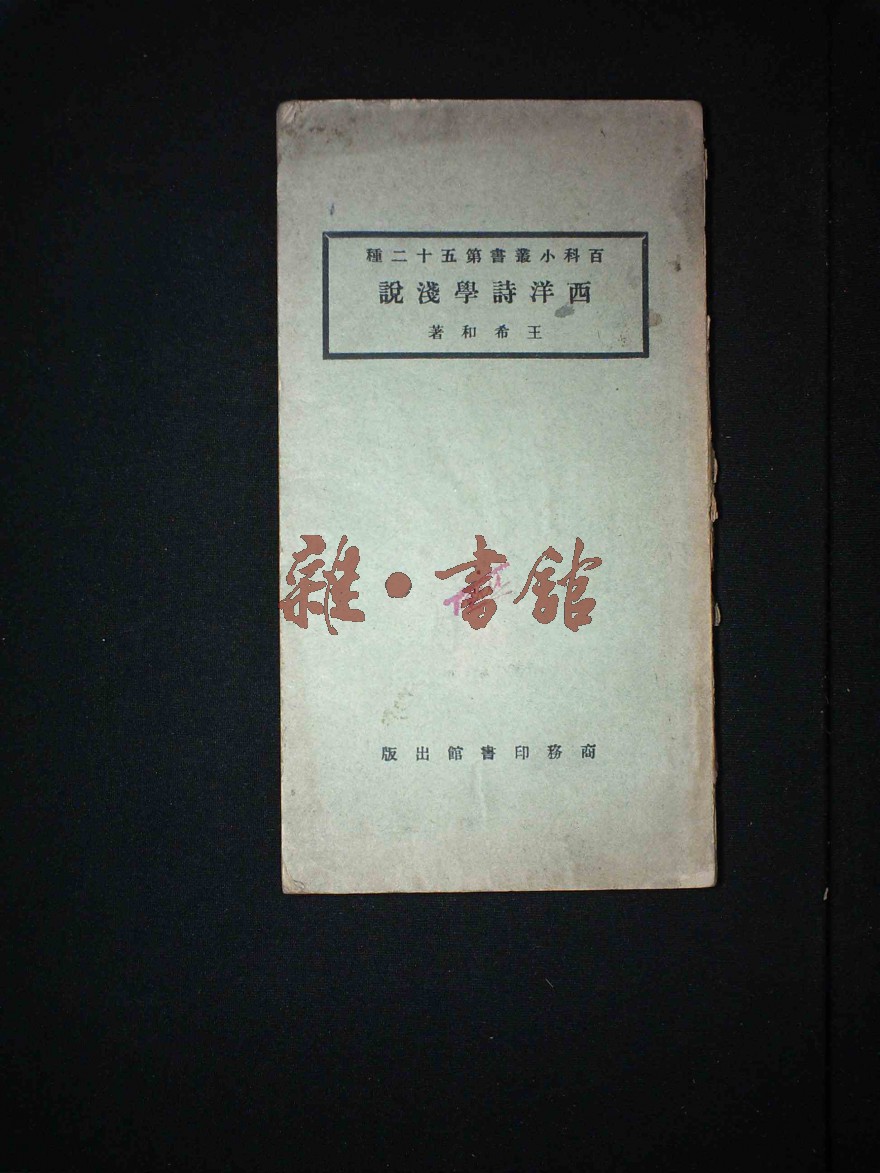 百科小叢書第五十二種
西洋詩學淺說
王希和著
雜·書館
商務印書館出版